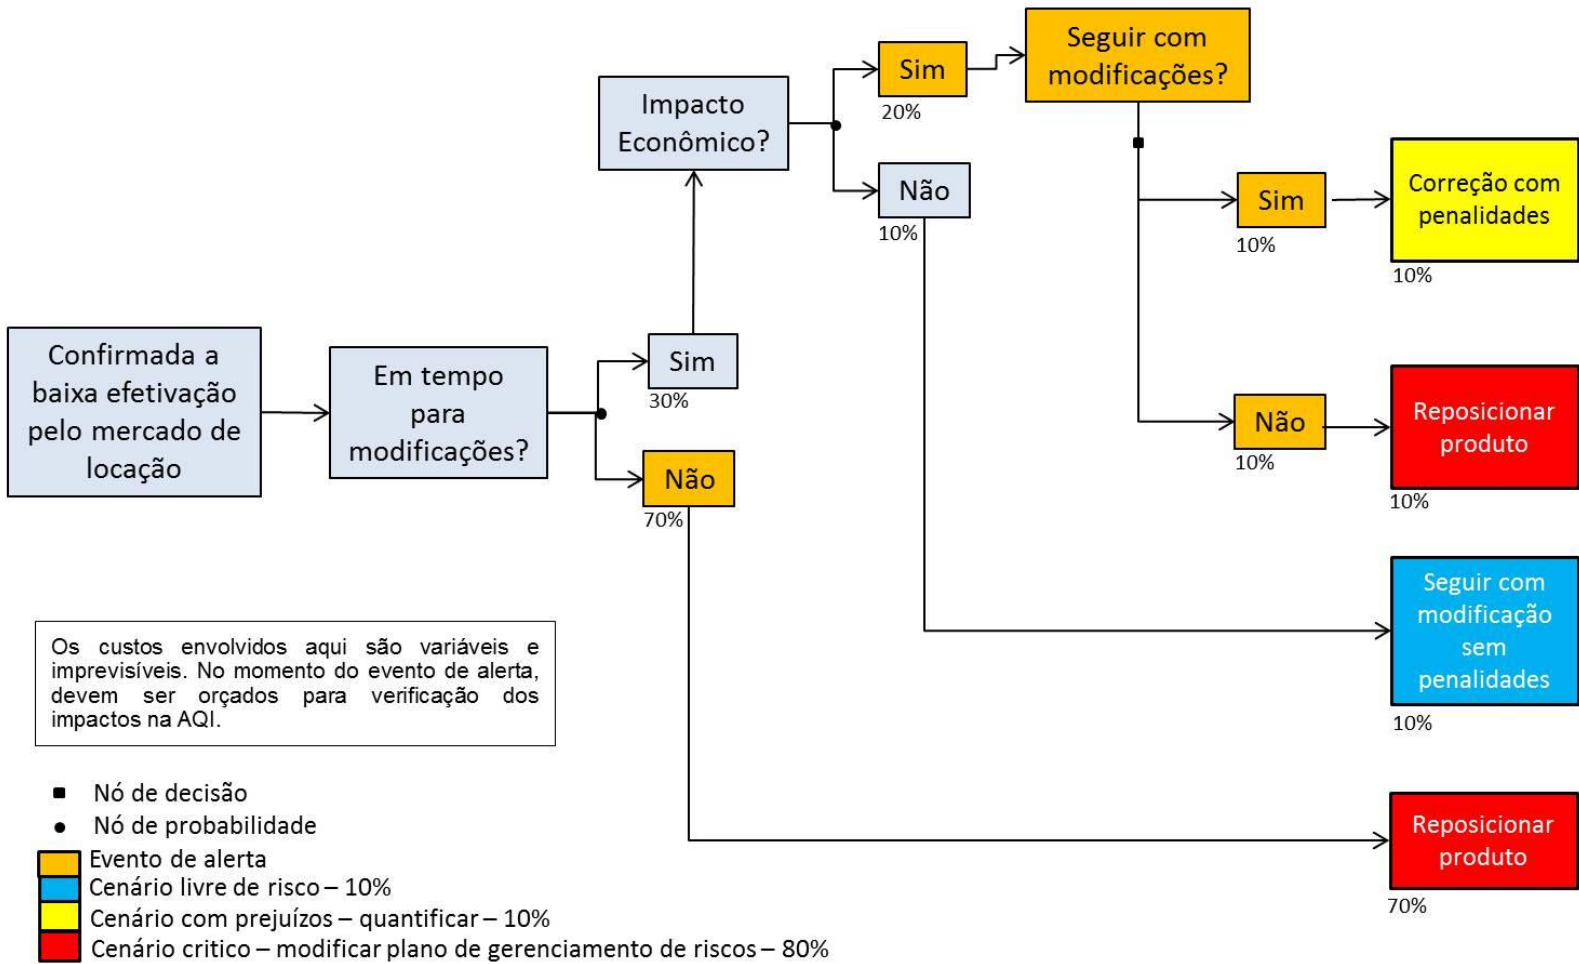 Confirmada a
baixa efetivação
pelo mercado de
locação
Em tempo
para
modificações?
Sim
30%
Não
70%
Impacto
Econômico?
Sim
20%
Não
10%
Seguir com
modificações?
Sim
10%
Não
10%
Correção com
penalidades
10%
Reposicionar
produto
10%
Seguir com
modificação
sem
penalidades
10%
Reposicionar
produto
70%
Os custos envolvidos aqui são variáveis e
imprevisíveis. No momento do evento de alerta,
devem ser orçados para verificação dos
impactos na AQI.
Nó de decisão
Nó de probabilidade
Evento de alerta
Cenário livre de risco – 10%
Cenário com prejuízos – quantificar – 10%
Cenário critico – modificar plano de gerenciamento de riscos – 80%